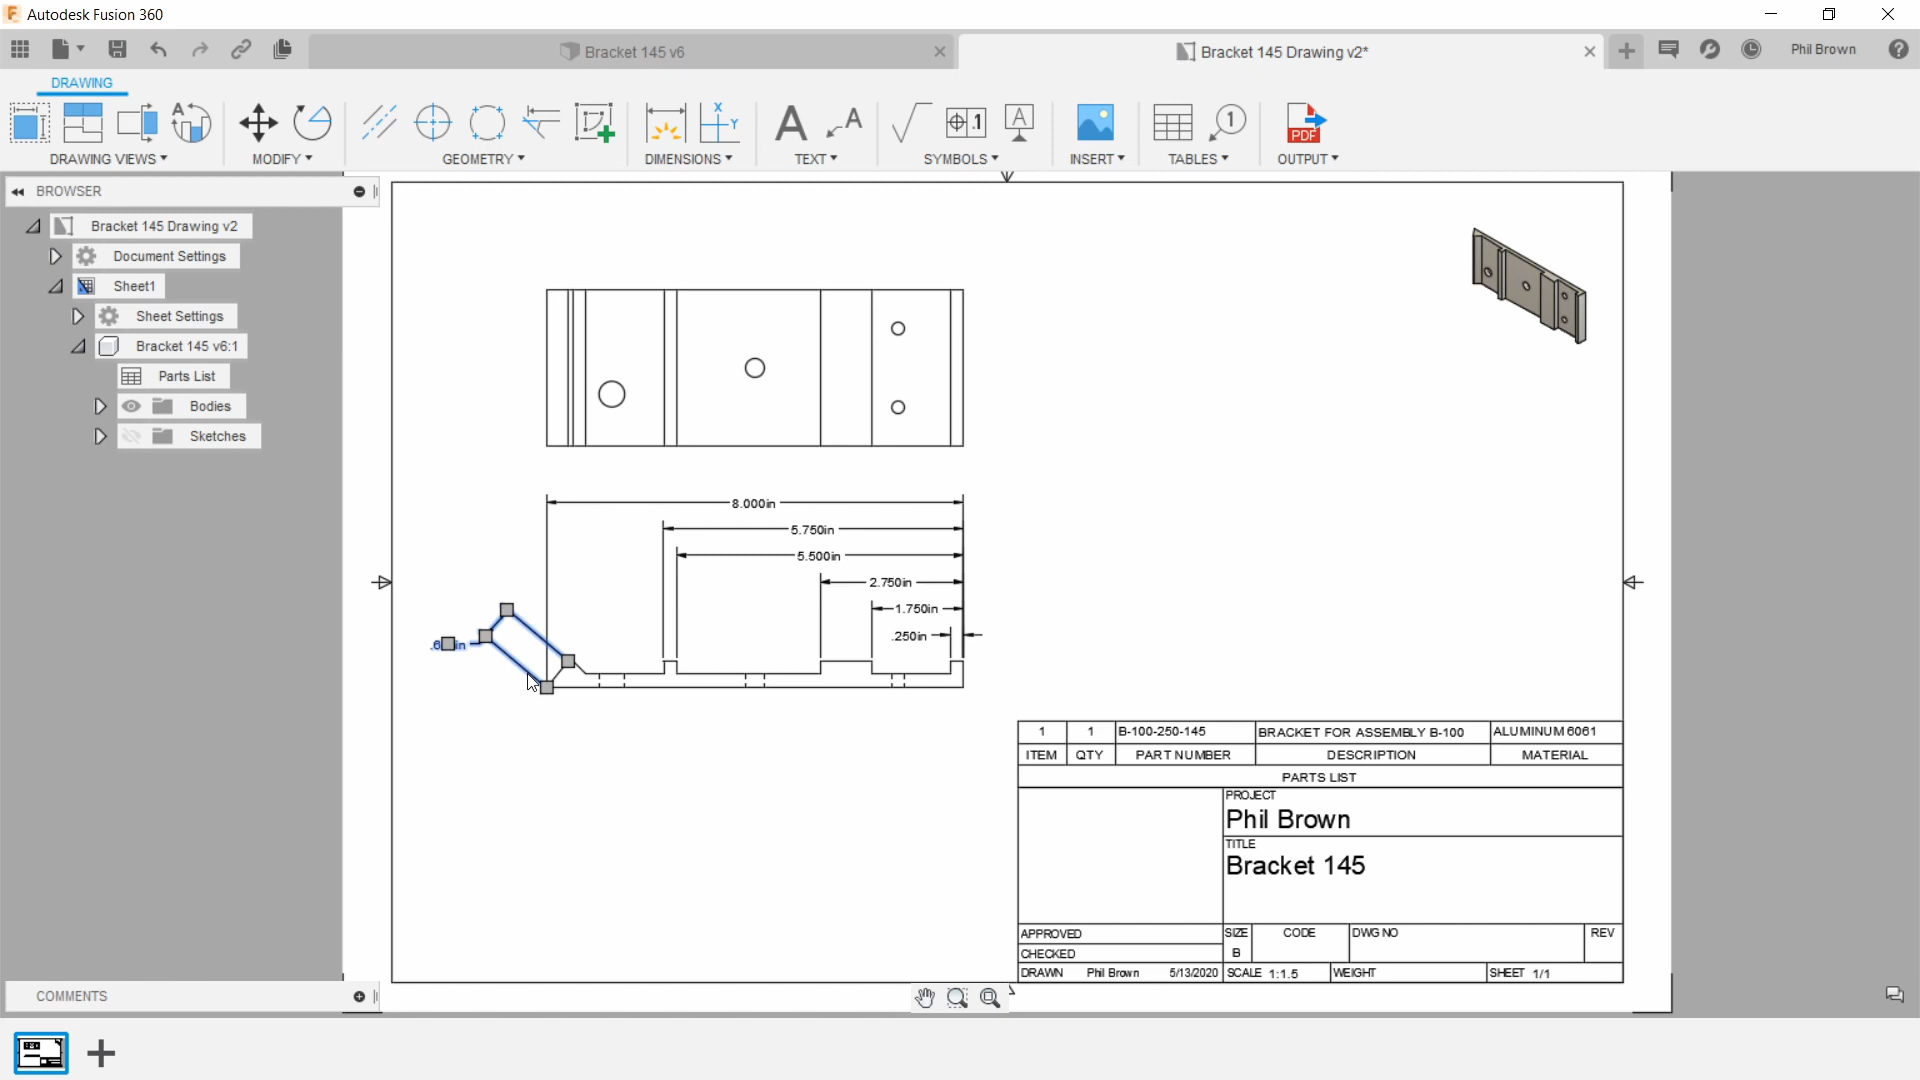 Autodesk Fusion 360
Bracket 145 v6
Bracket 145 Drawing v2*
Phil Brown
DRAWING
DRAWING VIEWS
MODIFY
GEOMETRY
DIMENSIONS
TEXT
SYMBOLS
INSERT
TABLES
OUTPUT
BROWSER
Bracket 145 Drawing v2
Document Settings
Sheet1
Sheet Settings
Bracket 145 v6:1
Parts List
Bodies
Sketches
8.000in
5.750in
5.500in
2.750in
1.750in
.250in
1 1 B-100-250-145 BRACKET FOR ASSEMBLY B-100 ALUMINUM 6061
ITEM QTY PART NUMBER DESCRIPTION MATERIAL
PARTS LIST
PROJECT
Phil Brown
TITLE
Bracket 145
APPROVED
SIZE CODE DWG NO REV
CHECKED
B
DRAWN Phil Brown 5/13/2020 SCALE 1:1.5 WEIGHT SHEET 1/1
COMMENTS